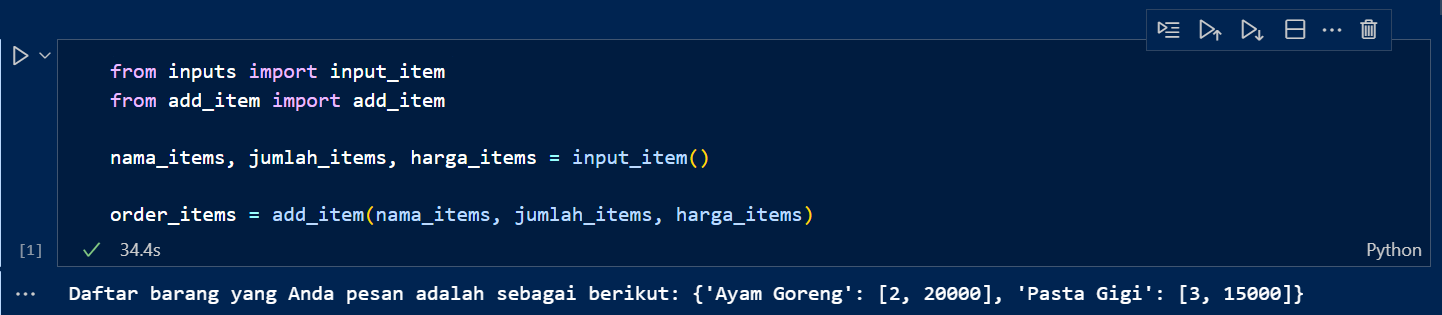 from inputs import input_item
from add_item import add_item
nama_items, jumlah_items, harga_items = input_item()
order_items = add_item(nama_items, jumlah_items, harga_items)
[1] 34.4s Python
Daftar barang yang Anda pesan adalah sebagai berikut: {'Ayam Goreng': [2, 20000], 'Pasta Gigi': [3, 15000]}